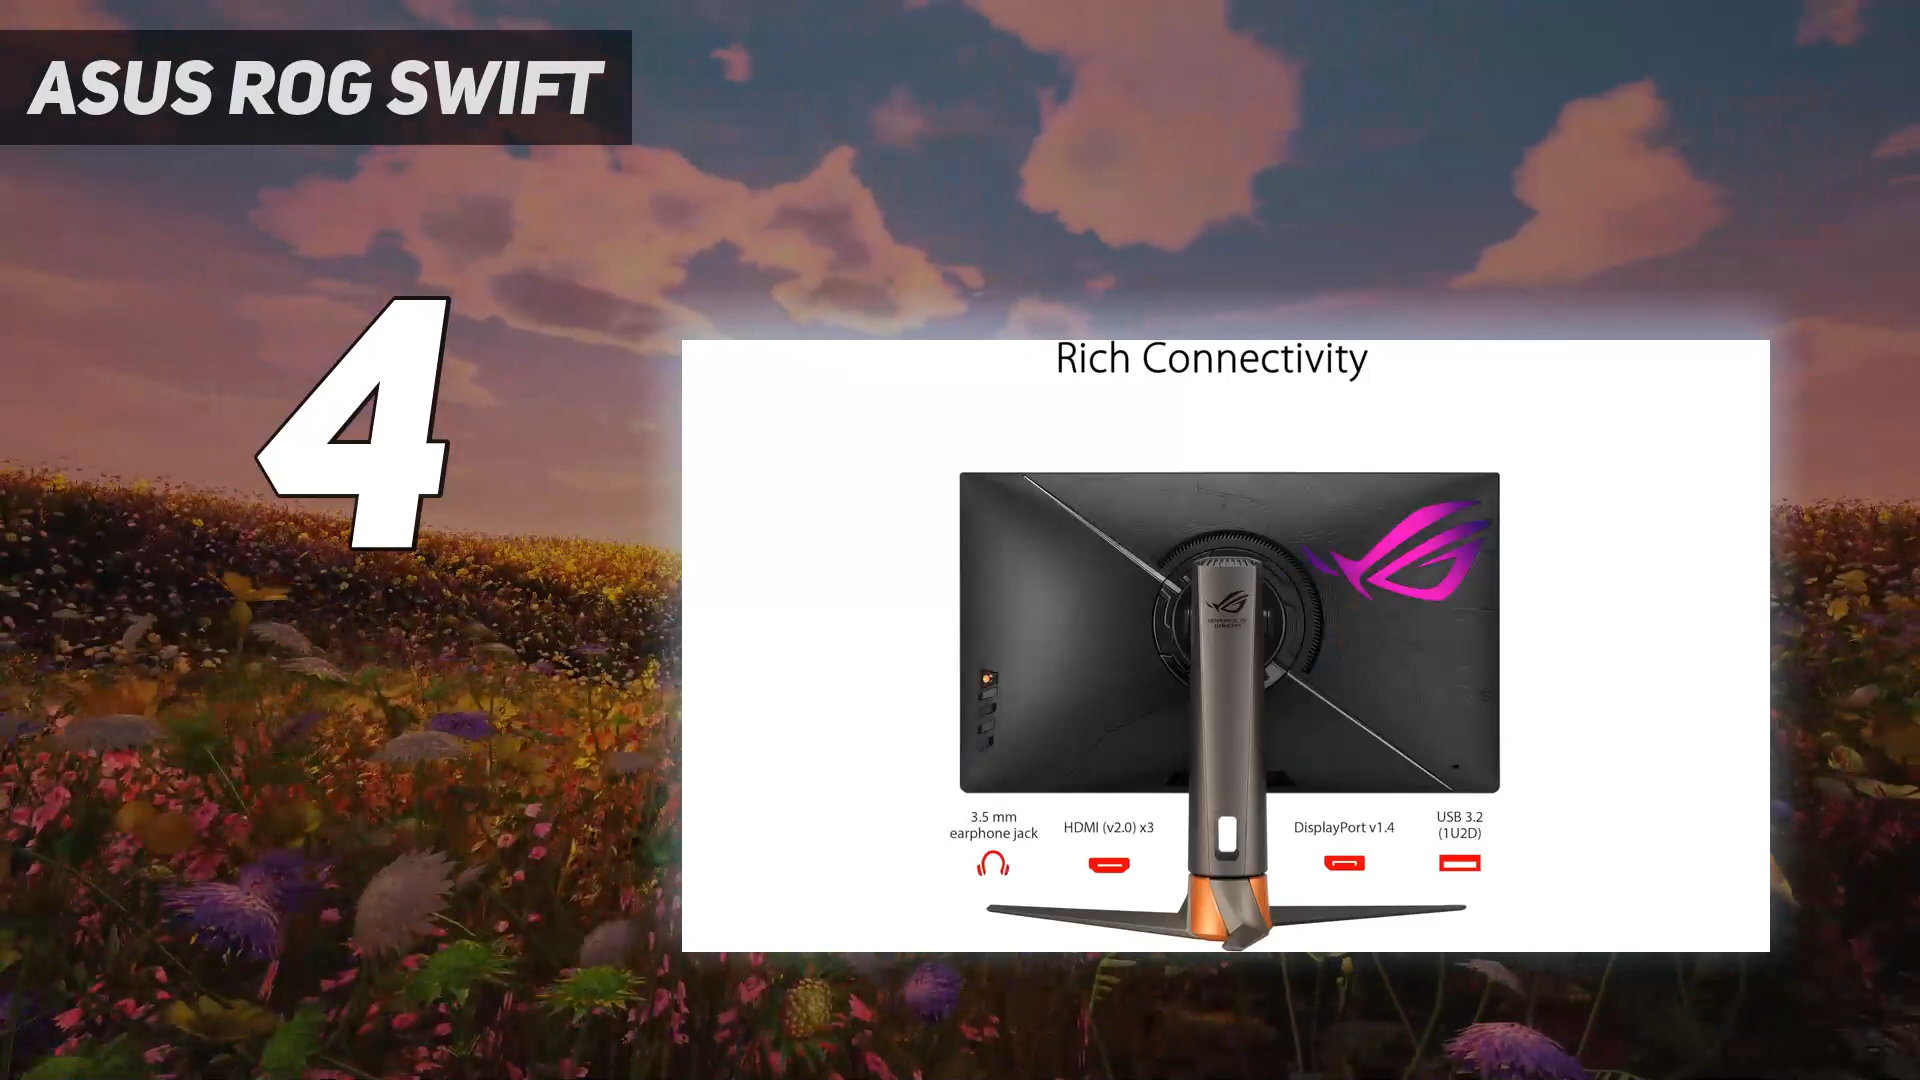 ASUS ROG SWIFT
4
Rich Connectivity
3.5 mm
earphone jack
HDMI (v2.0) x3
DisplayPort v1.4
USB 3.2
(1U2D)